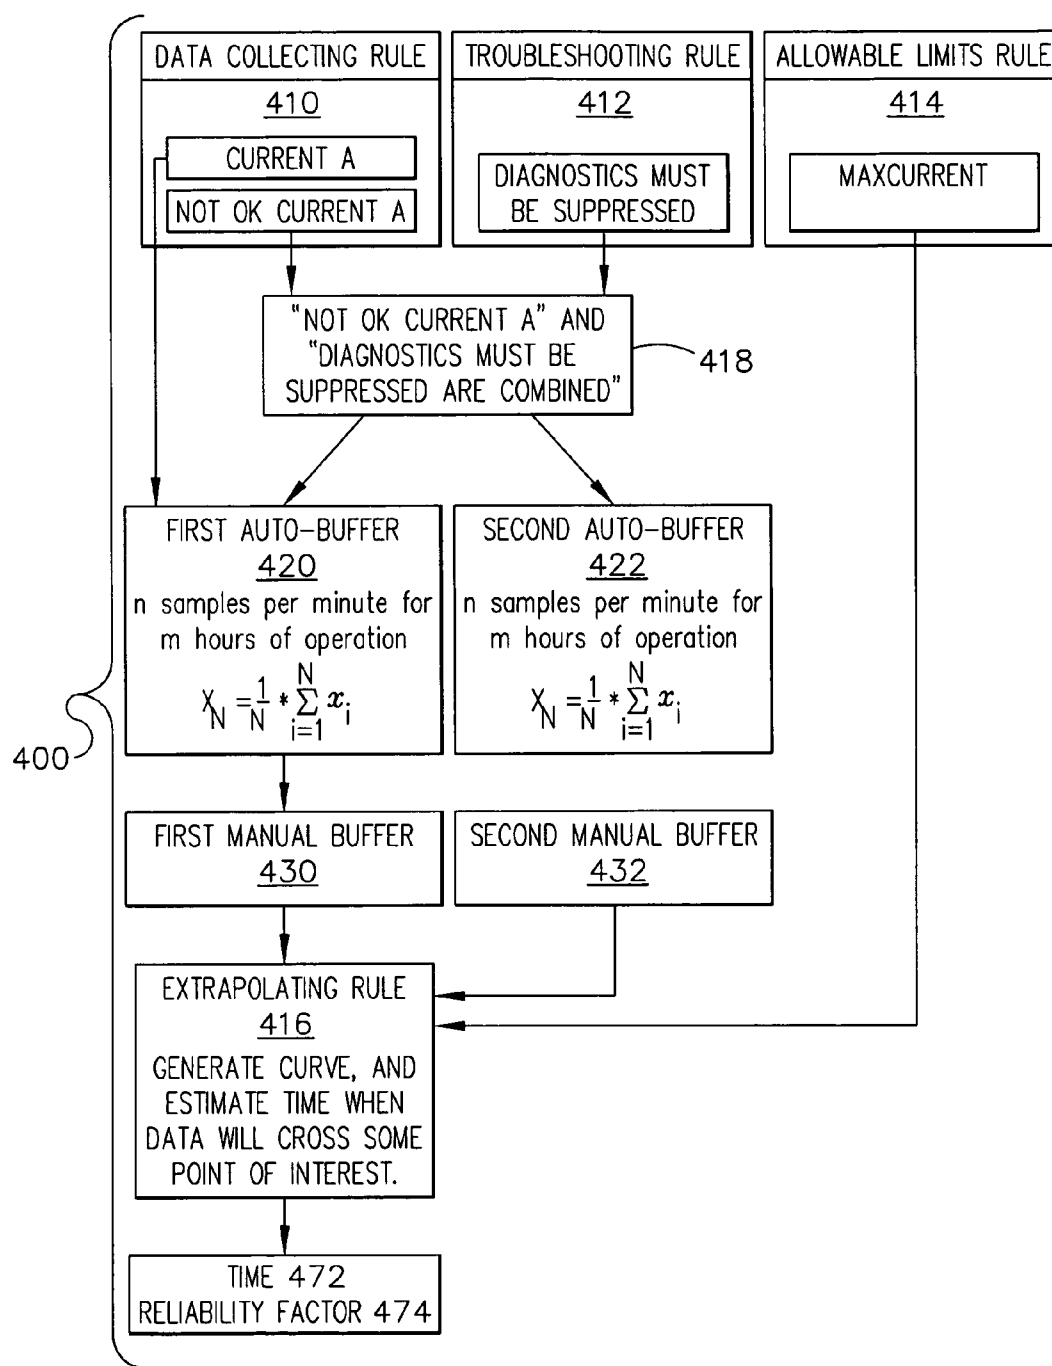 DATA COLLECTING RULE
410
CURRENT A
NOT OK CURRENT A
TROUBLESHOOTING RULE
412
DIAGNOSTICS MUST
BE SUPPRESSED
ALLOWABLE LIMITS RULE
414
MAXCURRENT
"NOT OK CURRENT A" AND
"DIAGNOSTICS MUST BE
SUPPRESSED ARE COMBINED"
418
FIRST AUTO-BUFFER
420
n samples per minute for
m hours of operation
X_N = 1/N * ∑_{i=1}^{N} x_i
SECOND AUTO-BUFFER
422
n samples per minute for
m hours of operation
X_N = 1/N * ∑_{i=1}^{N} x_i
400
FIRST MANUAL BUFFER
430
SECOND MANUAL BUFFER
432
EXTRAPOLATING RULE
416
GENERATE CURVE, AND
ESTIMATE TIME WHEN
DATA WILL CROSS SOME
POINT OF INTEREST.
TIME 472
RELIABILITY FACTOR 474